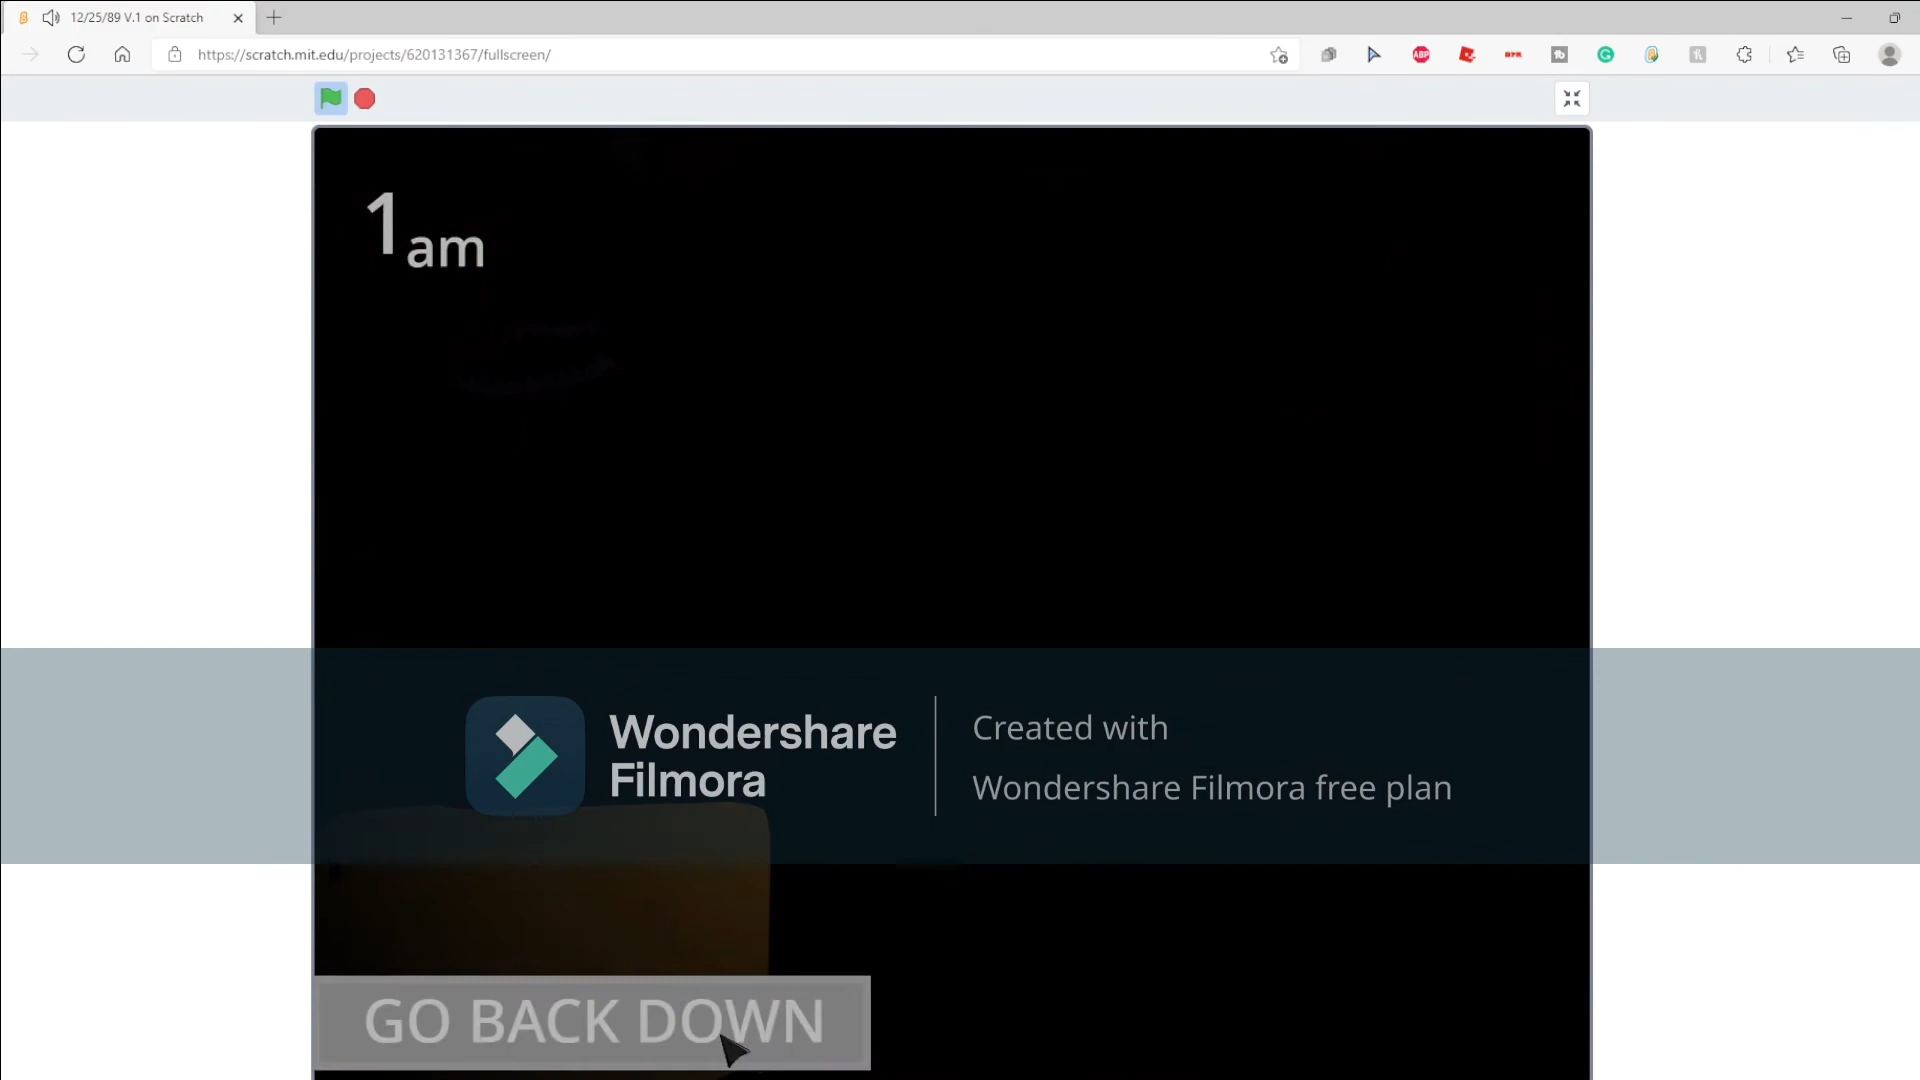 12/25/89 V.1 on Scratch
https://scratch.mit.edu/projects/620131367/fullscreen/
ABP
1am
Wondershare
Filmora
Created with
Wondershare Filmora free plan
GO BACK DOWN